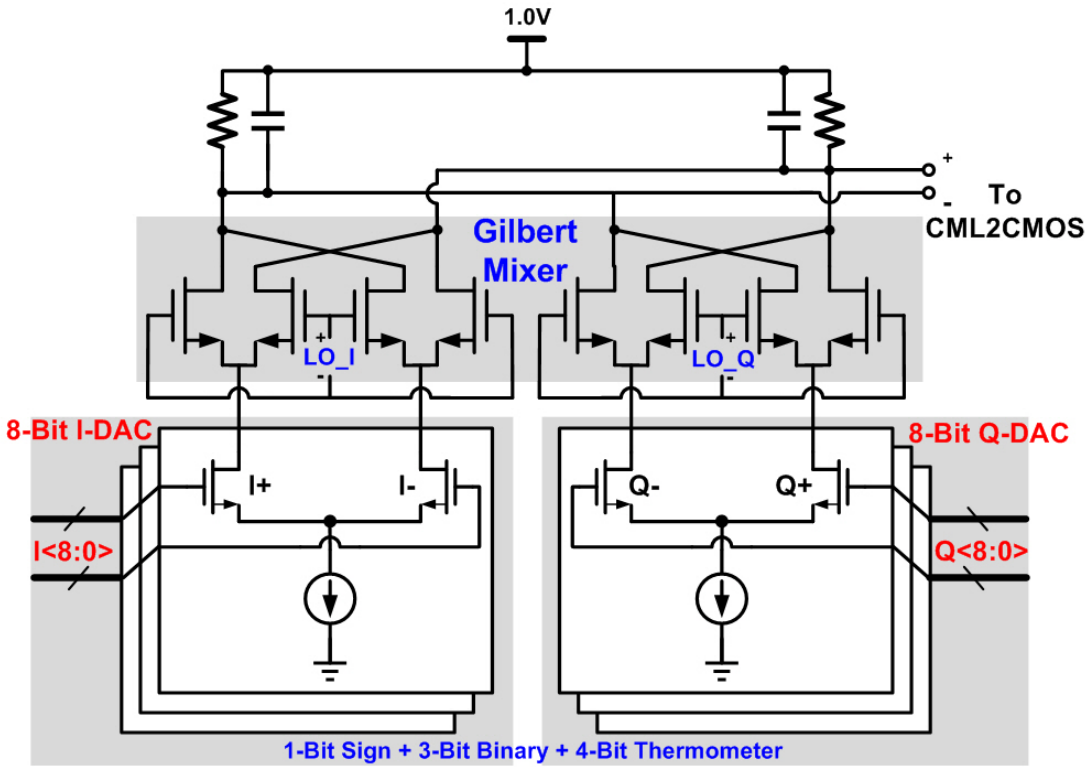 1.0V
+
-
To
CML2CMOS
Gilbert
Mixer
+
LO_I
-
+
LO_Q
-
8-Bit I-DAC
8-Bit Q-DAC
I+
I-
Q-
Q+
I<8:0>
Q<8:0>
1-Bit Sign + 3-Bit Binary + 4-Bit Thermometer